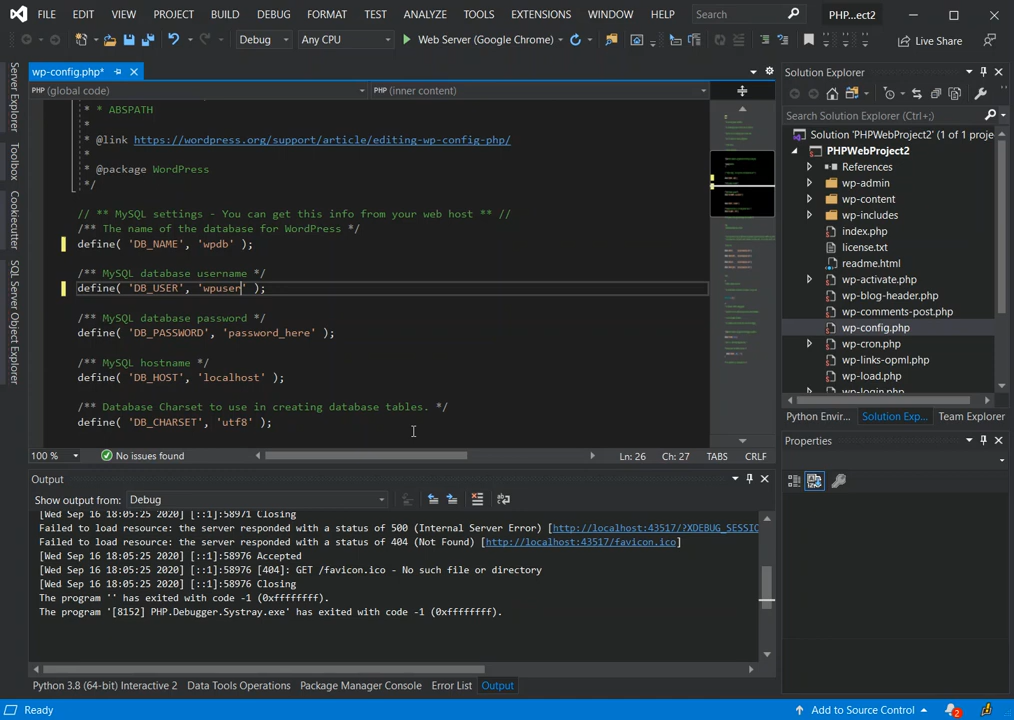 FILE EDIT VIEW PROJECT BUILD DEBUG FORMAT TEST ANALYZE TOOLS EXTENSIONS WINDOW HELP Search PHP...ect2
Debug Any CPU Web Server (Google Chrome) Live Share
Server Explorer
Toolbox
Cookiecutter
SQL Server Object Explorer
wp-config.php*
PHP (global code) PHP (inner content)
* * ABSPATH
*
* @link https://wordpress.org/support/article/editing-wp-config-php/
*
* @package WordPress
*/
// ** MySQL settings - You can get this info from your web host ** //
/** The name of the database for WordPress */
define( 'DB_NAME', 'wpdb' );
/** MySQL database username */
define( 'DB_USER', 'wpuser' );
/** MySQL database password */
define( 'DB_PASSWORD', 'password_here' );
/** MySQL hostname */
define( 'DB_HOST', 'localhost' );
/** Database Charset to use in creating database tables. */
define( 'DB_CHARSET', 'utf8' );
100 % No issues found Ln: 26 Ch: 27 TABS CRLF
Output
Show output from: Debug
[Wed Sep 16 18:05:25 2020] [::1]:58971 Closing
Failed to load resource: the server responded with a status of 500 (Internal Server Error) [http://localhost:43517/?XDEBUG_SESSIO
Failed to load resource: the server responded with a status of 404 (Not Found) [http://localhost:43517/favicon.ico]
[Wed Sep 16 18:05:25 2020] [::1]:58976 Accepted
[Wed Sep 16 18:05:25 2020] [::1]:58976 [404]: GET /favicon.ico - No such file or directory
[Wed Sep 16 18:05:25 2020] [::1]:58976 Closing
The program '' has exited with code -1 (0xffffffff).
The program '[8152] PHP.Debugger.Systray.exe' has exited with code -1 (0xffffffff).
Python 3.8 (64-bit) Interactive 2 Data Tools Operations Package Manager Console Error List Output
Solution Explorer
Search Solution Explorer (Ctrl+;)
Solution 'PHPWebProject2' (1 of 1 proje
PHPWebProject2
References
wp-admin
wp-content
wp-includes
index.php
license.txt
readme.html
wp-activate.php
wp-blog-header.php
wp-comments-post.php
wp-config.php
wp-cron.php
wp-links-opml.php
wp-load.php
wp-login.php
Python Envir... Solution Exp... Team Explorer
Properties
Ready Add to Source Control 2